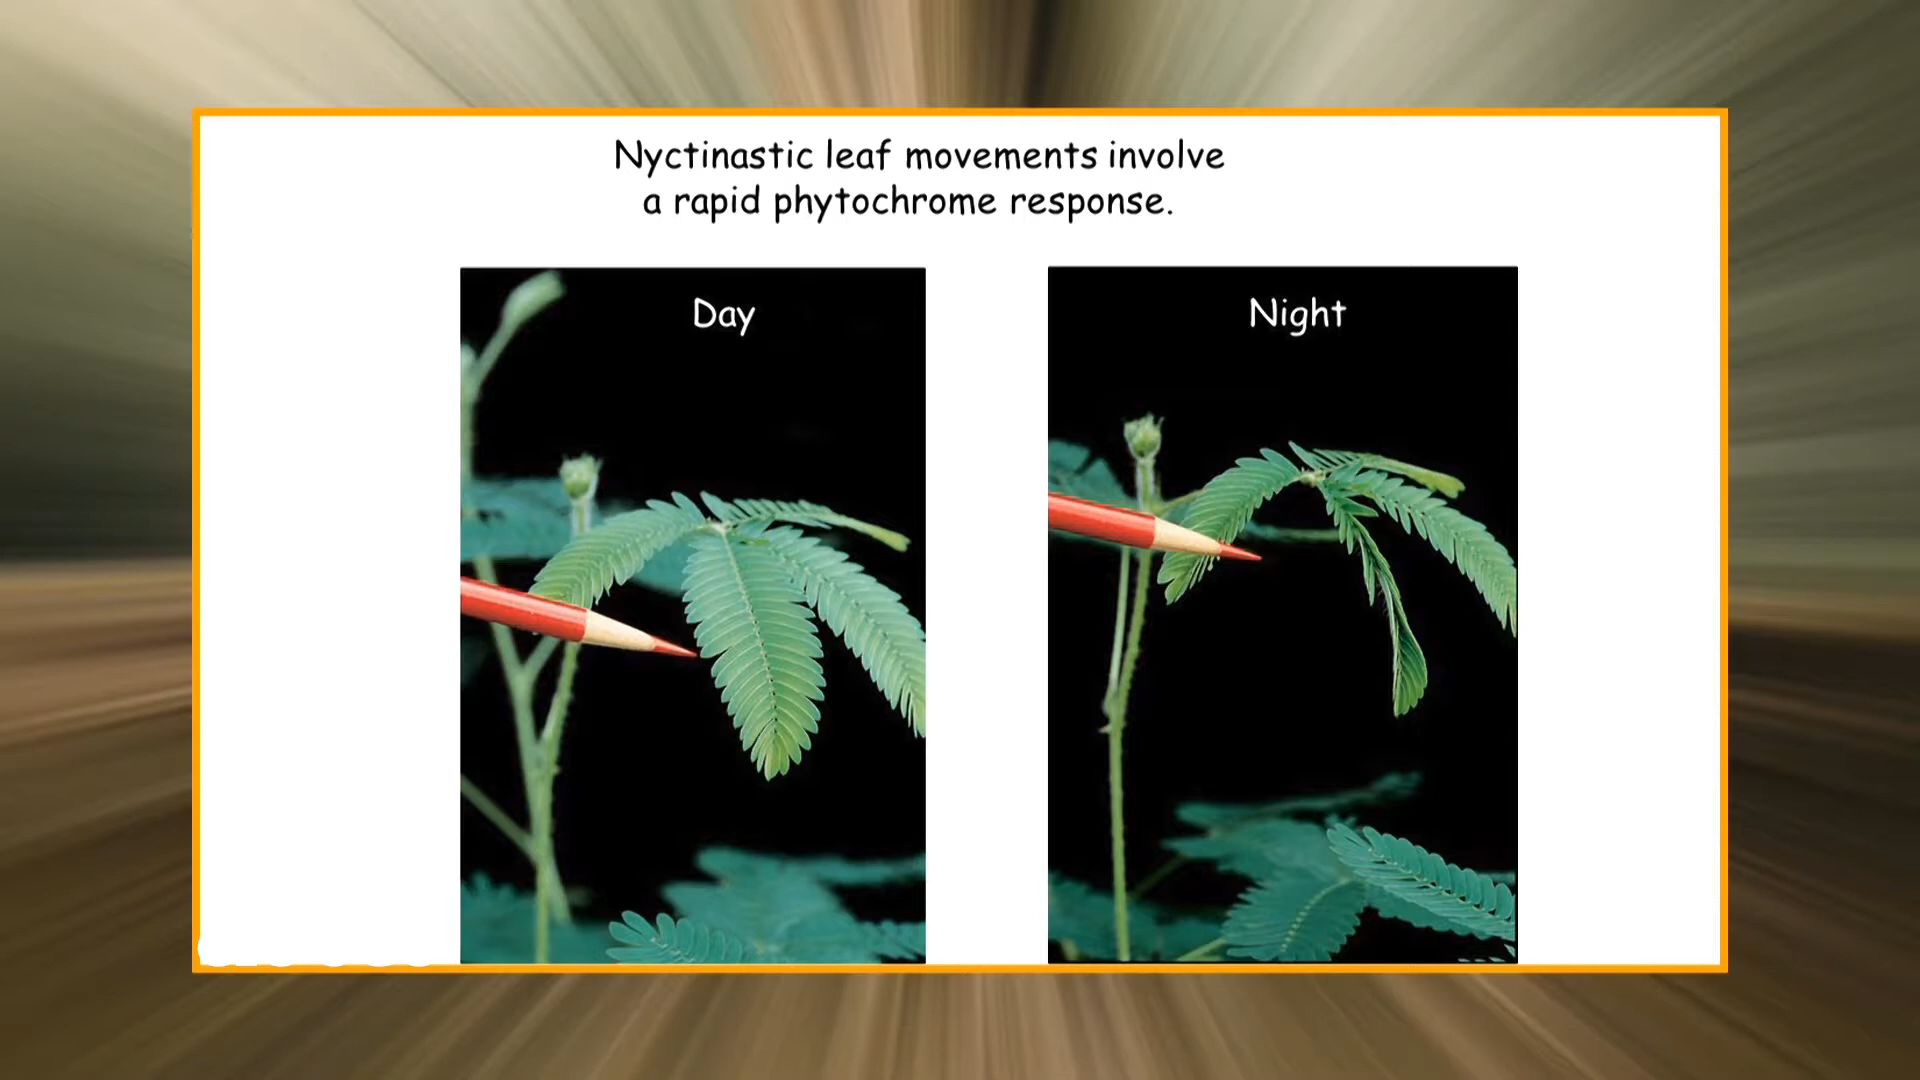 Nyctinastic leaf movements involve
a rapid phytochrome response.
Day
Night